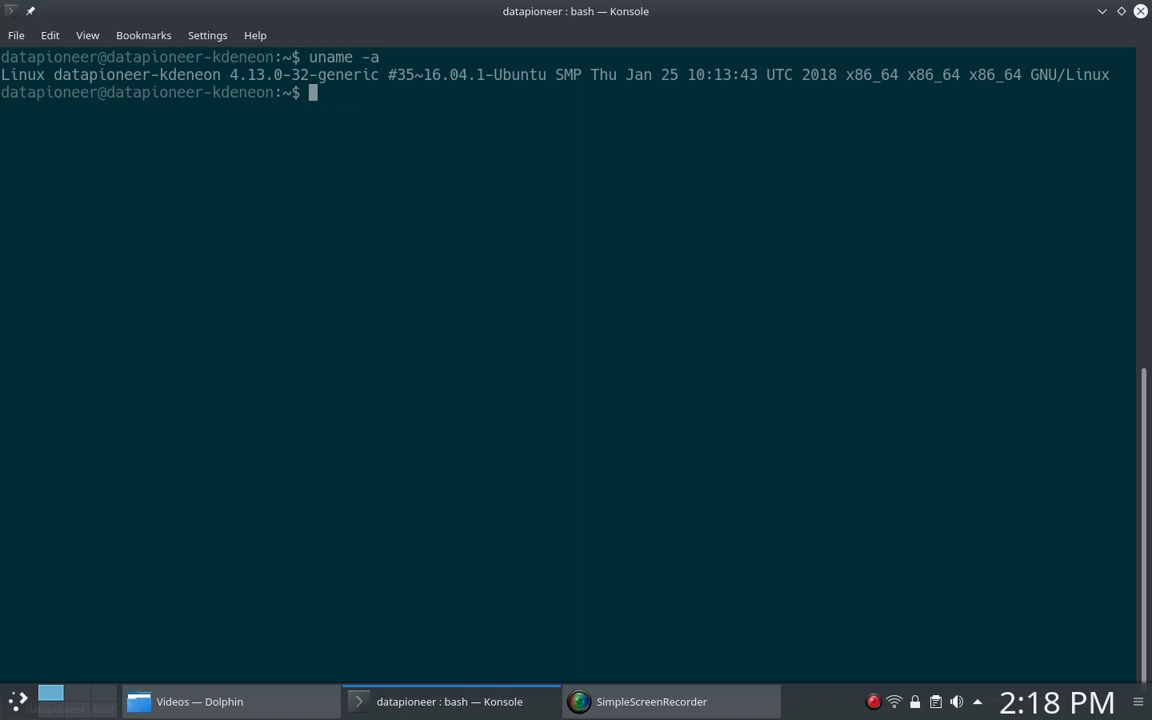 datapioneer : bash — Konsole
File Edit View Bookmarks Settings Help
datapioneer@datapioneer-kdeneon:~$ uname -a
Linux datapioneer-kdeneon 4.13.0-32-generic #35~16.04.1-Ubuntu SMP Thu Jan 25 10:13:43 UTC 2018 x86_64 x86_64 x86_64 GNU/Linux
datapioneer@datapioneer-kdeneon:~$
Videos — Dolphin
datapioneer : bash — Konsole
SimpleScreenRecorder
2:18 PM